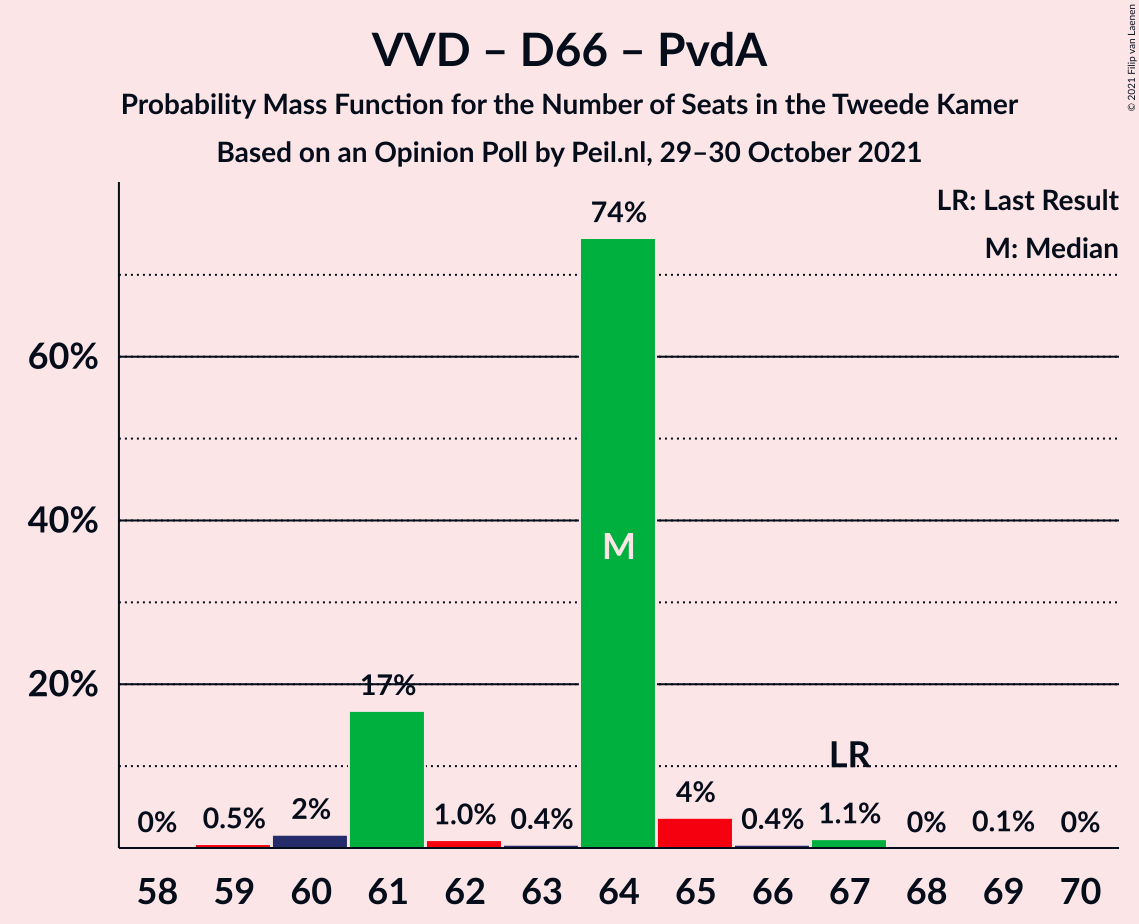 VVD – D66 – PvdA
Probability Mass Function for the Number of Seats in the Tweede Kamer
Based on an Opinion Poll by Peil.nl, 29–30 October 2021
© 2021 Filip van Laenen
LR: Last Result
M: Median
60%
40%
20%
0%
0.5%
2%
17%
1.0%
0.4%
74%
M
4%
0.4%
LR
1.1%
0%
0.1%
0%
58 59 60 61 62 63 64 65 66 67 68 69 70